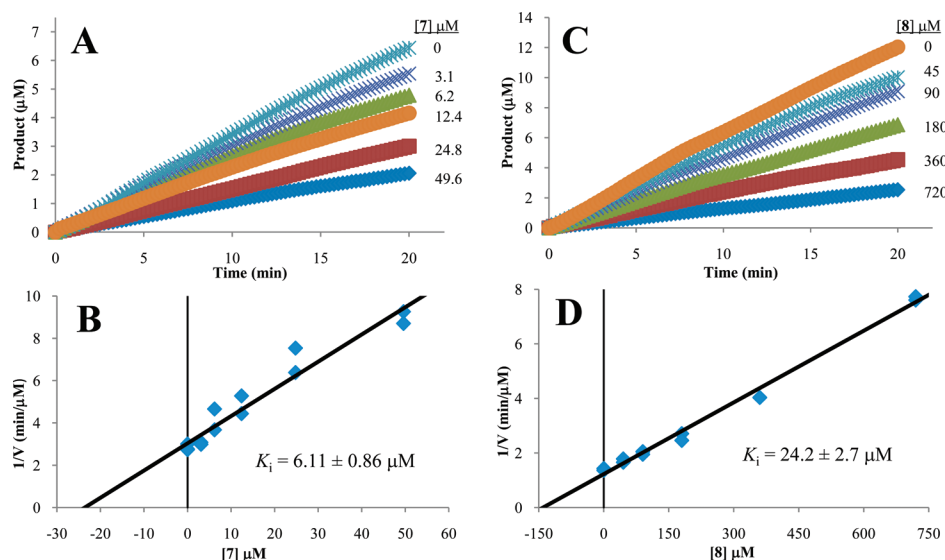 A
[7] μM
0
3.1
6.2
12.4
24.8
49.6
Product (μM)
7
6
5
4
3
2
1
0
0 5 10 15 20
Time (min)
C
[8] μM
0
45
90
180
360
720
Product (μM)
14
12
10
8
6
4
2
0
0 5 10 15 20
Time (min)
B
1/V (min/μM)
10
8
6
4
2
0
Ki = 6.11 ± 0.86 μM
-30 -20 -10 0 10 20 30 40 50 60
[7] μM
D
1/V (min/μM)
8
6
4
2
0
Ki = 24.2 ± 2.7 μM
-150 0 150 300 450 600 750
[8] μM